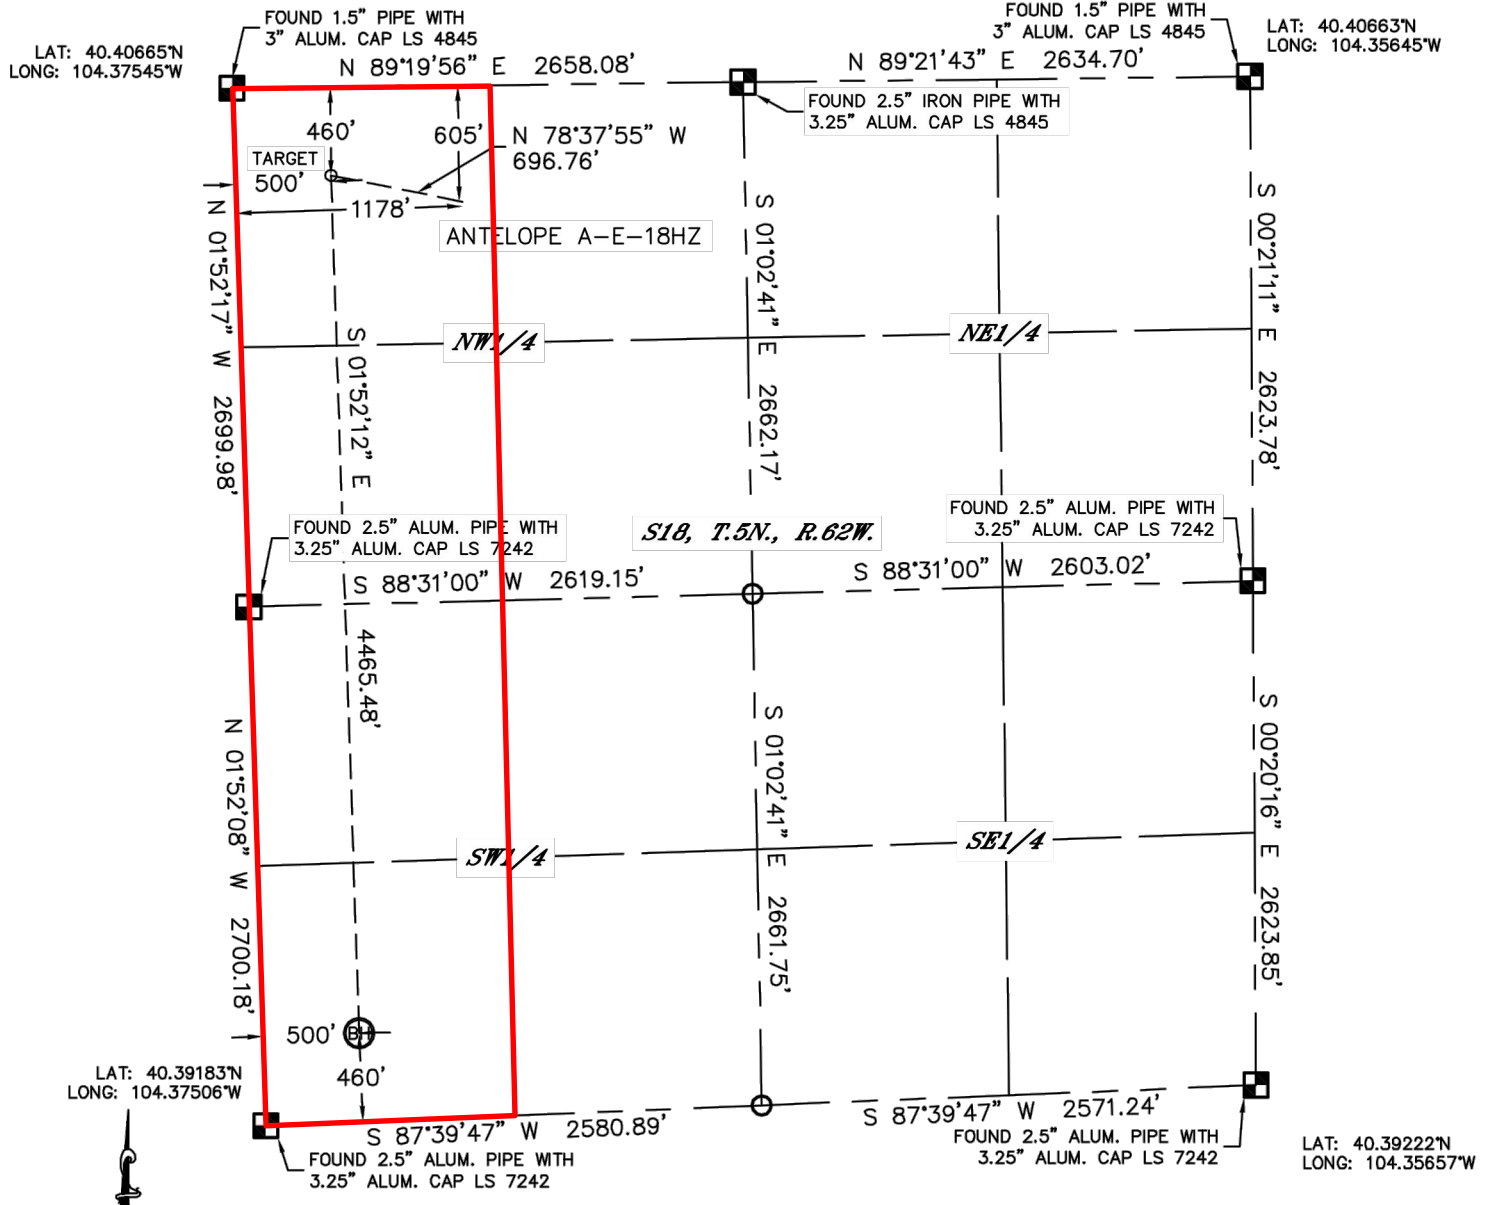 FOUND 1.5" PIPE WITH
3" ALUM. CAP LS 4845
LAT: 40.40665°N
LONG: 104.37545°W
N 89°19'56" E 2658.08'
FOUND 1.5" PIPE WITH
3" ALUM. CAP LS 4845
LAT: 40.40663°N
LONG: 104.35645°W
N 89°21'43" E 2634.70'
FOUND 2.5" IRON PIPE WITH
3.25" ALUM. CAP LS 4845
460'
605'
N 78°37'55" W
696.76'
TARGET
500'
1178'
ANTELOPE A-E-18HZ
N 01°52'17" W 2699.98'
S 01°52'12" E
4465.48'
S 01°02'41" E 2662.17'
S 00°21'11" E 2623.78'
NW1/4
NE1/4
FOUND 2.5" ALUM. PIPE WITH
3.25" ALUM. CAP LS 7242
S18, T.5N., R.62W.
FOUND 2.5" ALUM. PIPE WITH
3.25" ALUM. CAP LS 7242
S 88°31'00" W 2619.15'
S 88°31'00" W 2603.02'
N 01°52'08" W 2700.18'
S 01°02'41" E 2661.75'
S 00°20'16" E 2623.85'
SW1/4
SE1/4
500'
BH
460'
LAT: 40.39183°N
LONG: 104.37506°W
S 87°39'47" W 2580.89'
S 87°39'47" W 2571.24'
FOUND 2.5" ALUM. PIPE WITH
3.25" ALUM. CAP LS 7242
FOUND 2.5" ALUM. PIPE WITH
3.25" ALUM. CAP LS 7242
LAT: 40.39222°N
LONG: 104.35657°W